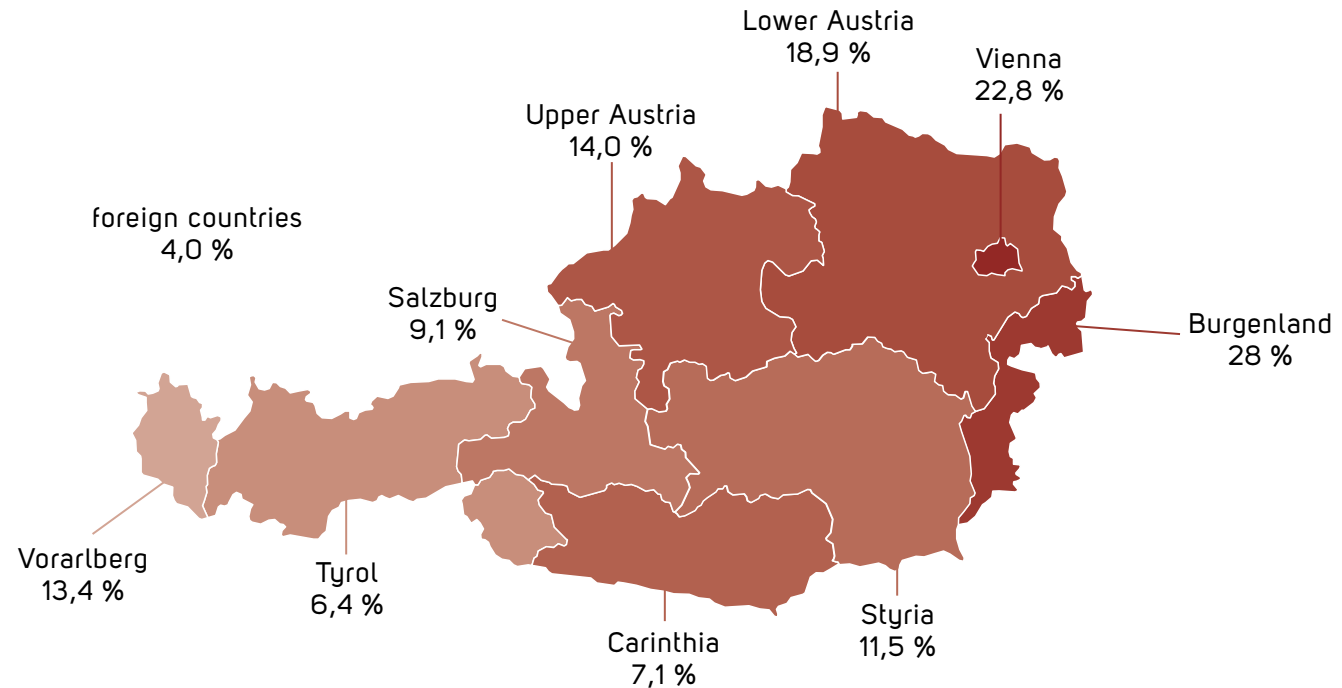 Lower Austria
18,9 %
Vienna
22,8 %
Upper Austria
14,0 %
foreign countries
4,0 %
Salzburg
9,1 %
Burgenland
28 %
Vorarlberg
13,4 %
Tyrol
6,4 %
Styria
11,5 %
Carinthia
7,1 %